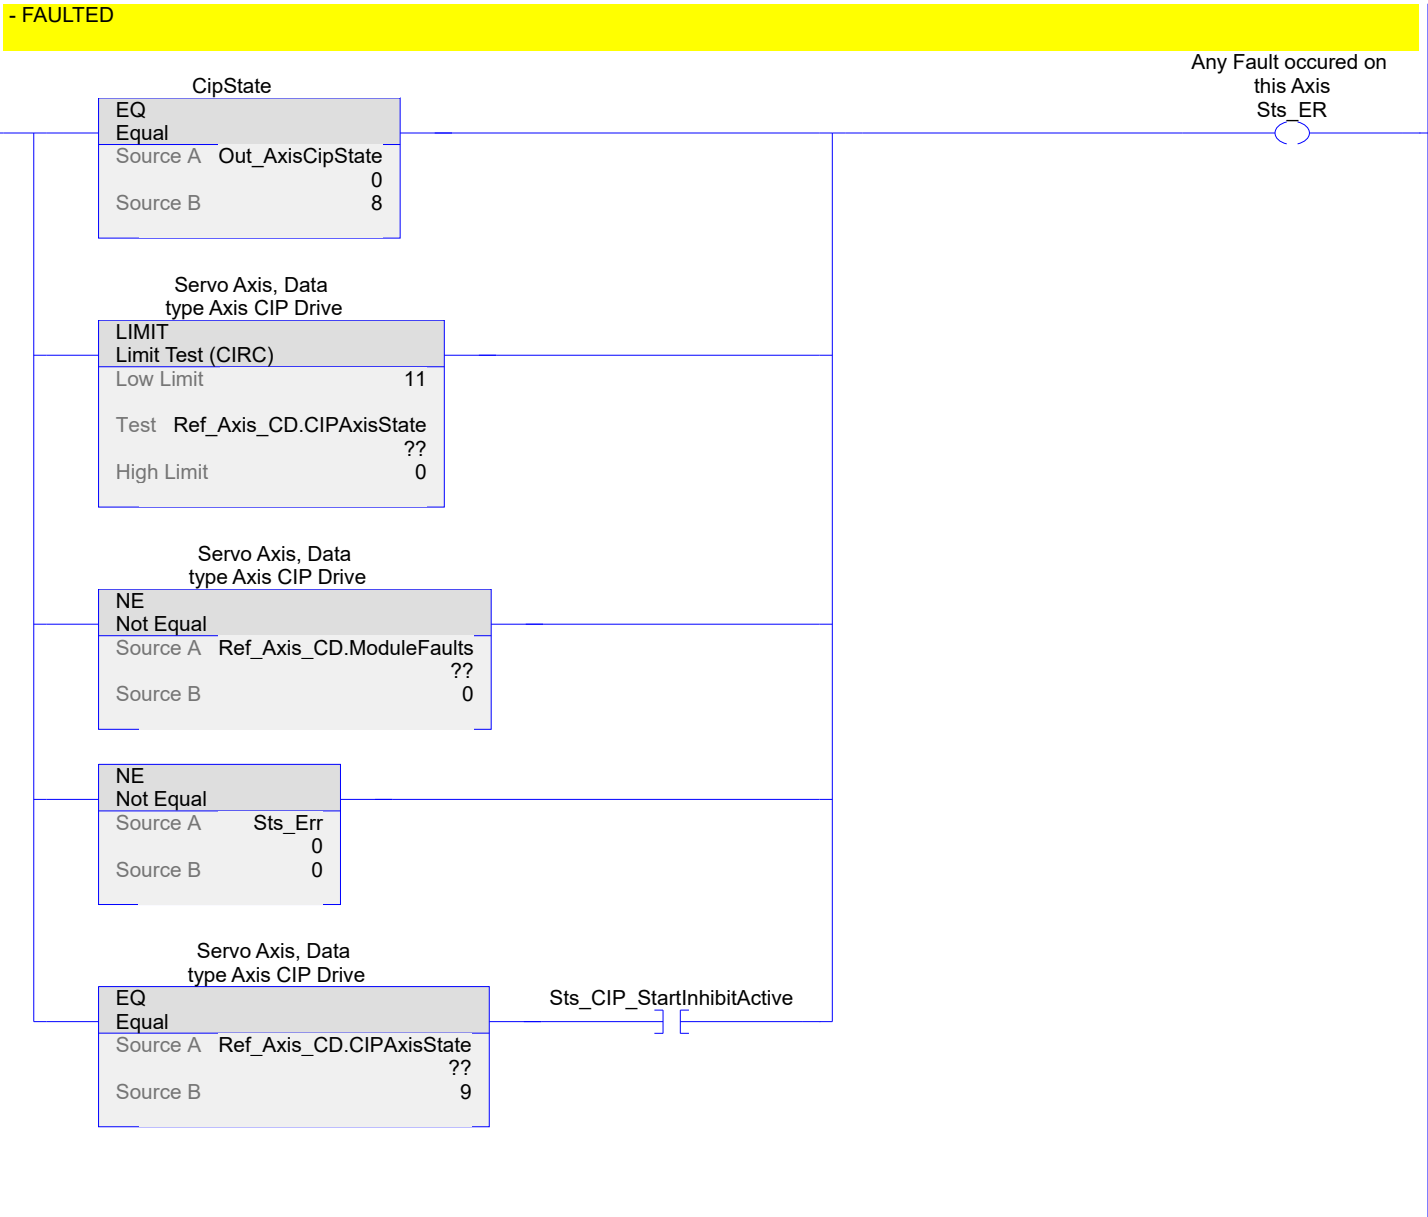 - FAULTED
Any Fault occured on
this Axis
Sts_ER
CipState
EQ
Equal
Source A Out_AxisCipState
0
Source B 8
Servo Axis, Data
type Axis CIP Drive
LIMIT
Limit Test (CIRC)
Low Limit 11
Test Ref_Axis_CD.CIPAxisState
??
High Limit 0
Servo Axis, Data
type Axis CIP Drive
NE
Not Equal
Source A Ref_Axis_CD.ModuleFaults
??
Source B 0
NE
Not Equal
Source A Sts_Err
0
Source B 0
Servo Axis, Data
type Axis CIP Drive
EQ
Equal
Source A Ref_Axis_CD.CIPAxisState
??
Source B 9
Sts_CIP_StartInhibitActive